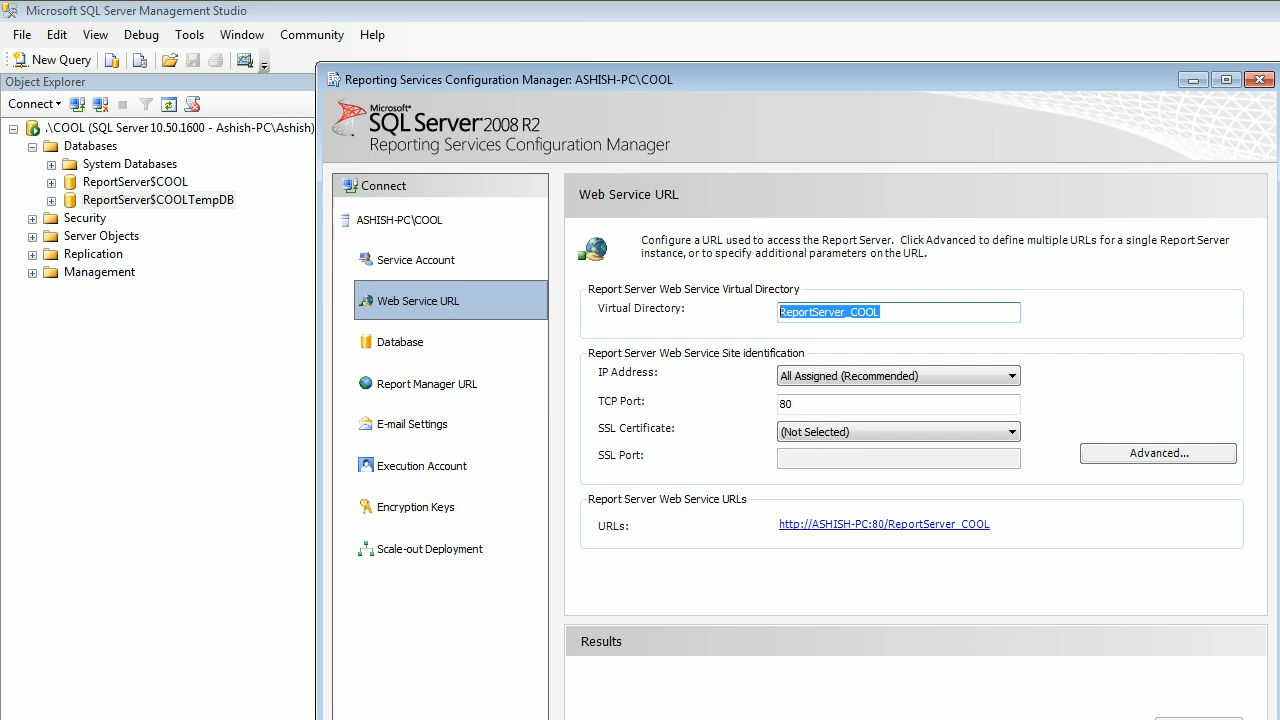 Microsoft SQL Server Management Studio
File Edit View Debug Tools Window Community Help
New Query
Object Explorer
Connect
.\COOL (SQL Server 10.50.1600 - Ashish-PC\Ashish)
Databases
System Databases
ReportServer$COOL
ReportServer$COOLTempDB
Security
Server Objects
Replication
Management
Reporting Services Configuration Manager: ASHISH-PC\COOL
Microsoft®
SQL Server 2008 R2
Reporting Services Configuration Manager
Connect
ASHISH-PC\COOL
Service Account
Web Service URL
Database
Report Manager URL
E-mail Settings
Execution Account
Encryption Keys
Scale-out Deployment
Web Service URL
Configure a URL used to access the Report Server. Click Advanced to define multiple URLs for a single Report Server
instance, or to specify additional parameters on the URL.
Report Server Web Service Virtual Directory
Virtual Directory: ReportServer_COOL
Report Server Web Service Site identification
IP Address: All Assigned (Recommended)
TCP Port: 80
SSL Certificate: (Not Selected)
SSL Port:
Advanced...
Report Server Web Service URLs
URLs: http://ASHISH-PC:80/ReportServer_COOL
Results